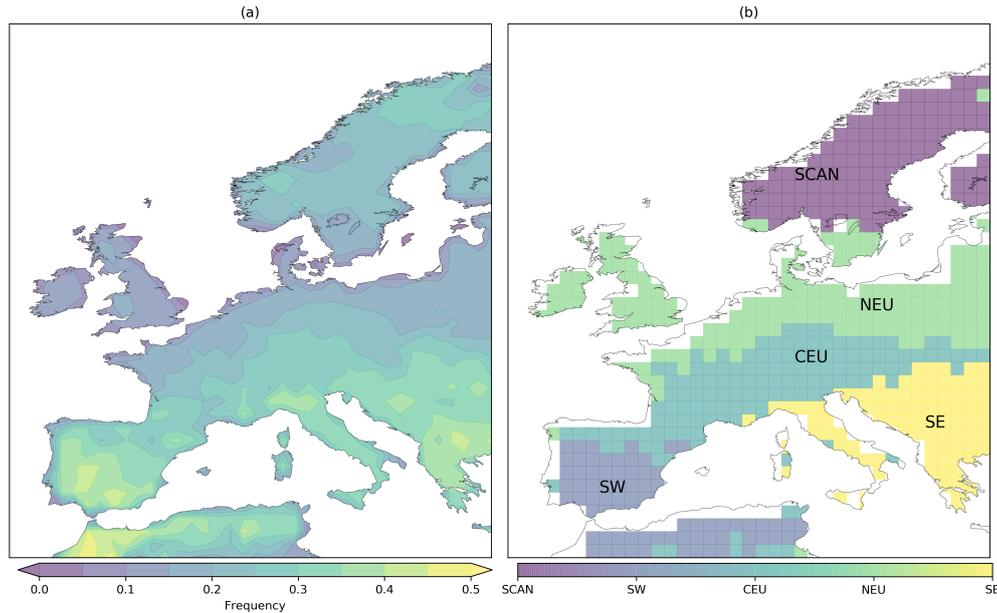 (a)
(b)
SCAN
NEU
CEU
SE
SW
0.0 0.1 0.2 0.3 0.4 0.5
Frequency
SCAN SW CEU NEU SE